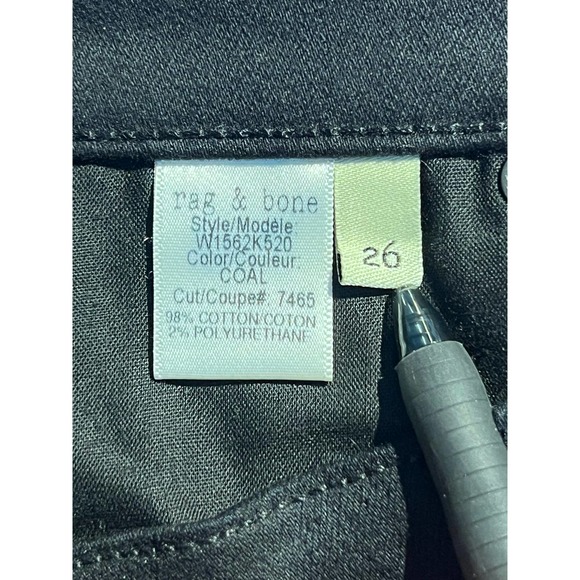 rag & bone
Style/Modèle:
W1562K520
Color/Couleur:
COAL
Cut/Coupe#: 7465
98% COTTON/COTON
2% POLYURETHANE
26